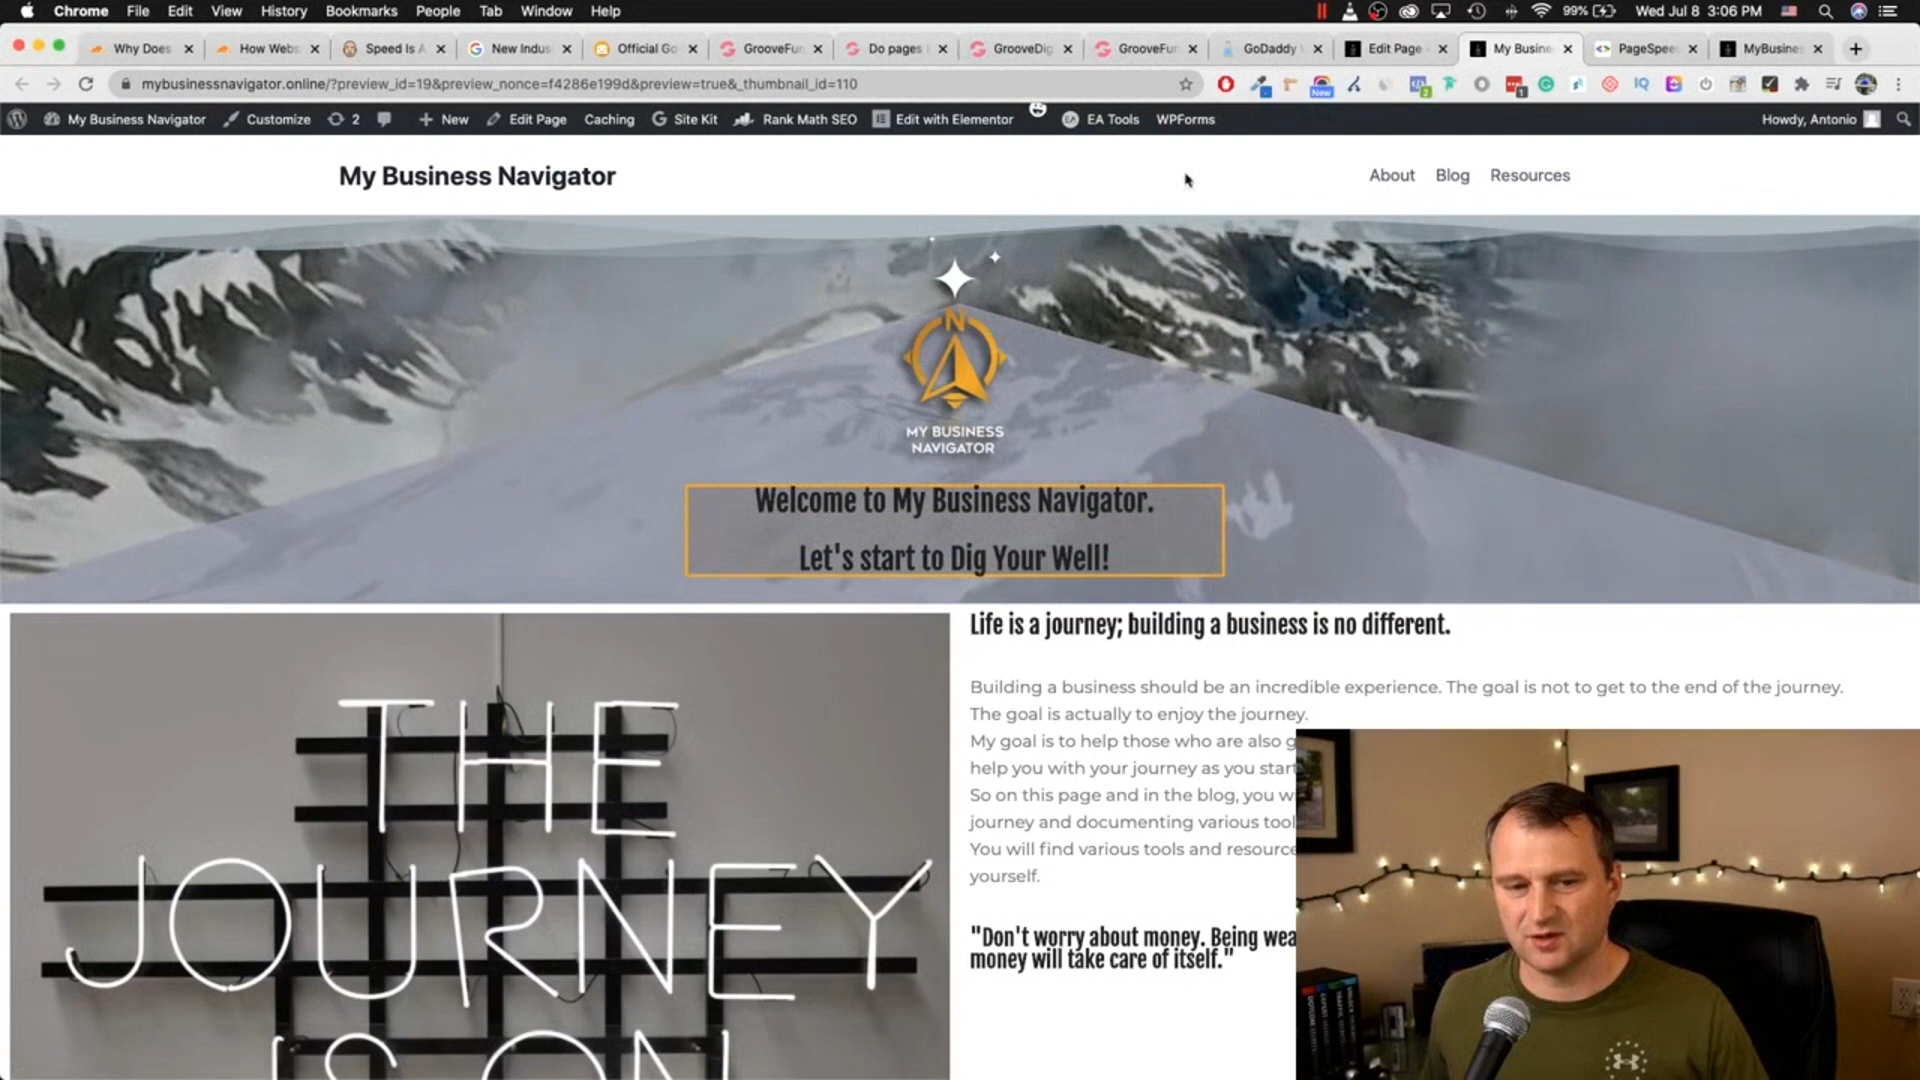 Chrome File Edit View History Bookmarks People Tab Window Help 99% Wed Jul 8 3:06 PM
Why Does How Webs Speed Is A New Indus Official Go GrooveFun Do pages GrooveDig GrooveFun GoDaddy Edit Page My Busine PageSpee MyBusine
mybusinessnavigator.online/?preview_id=19&preview_nonce=f4286e199d&preview=true&_thumbnail_id=110
New
2
1
My Business Navigator Customize 2 New Edit Page Caching Site Kit Rank Math SEO Edit with Elementor EA Tools WPForms Howdy, Antonio
My Business Navigator
About Blog Resources
N
MY BUSINESS
NAVIGATOR
Welcome to My Business Navigator.
Let's start to Dig Your Well!
Life is a journey; building a business is no different.
Building a business should be an incredible experience. The goal is not to get to the end of the journey.
The goal is actually to enjoy the journey.
My goal is to help those who are also g
help you with your journey as you start
So on this page and in the blog, you w
journey and documenting various tool
You will find various tools and resource
yourself.
"Don't worry about money. Being wea
money will take care of itself."
THE
JOURNEY
IS ON